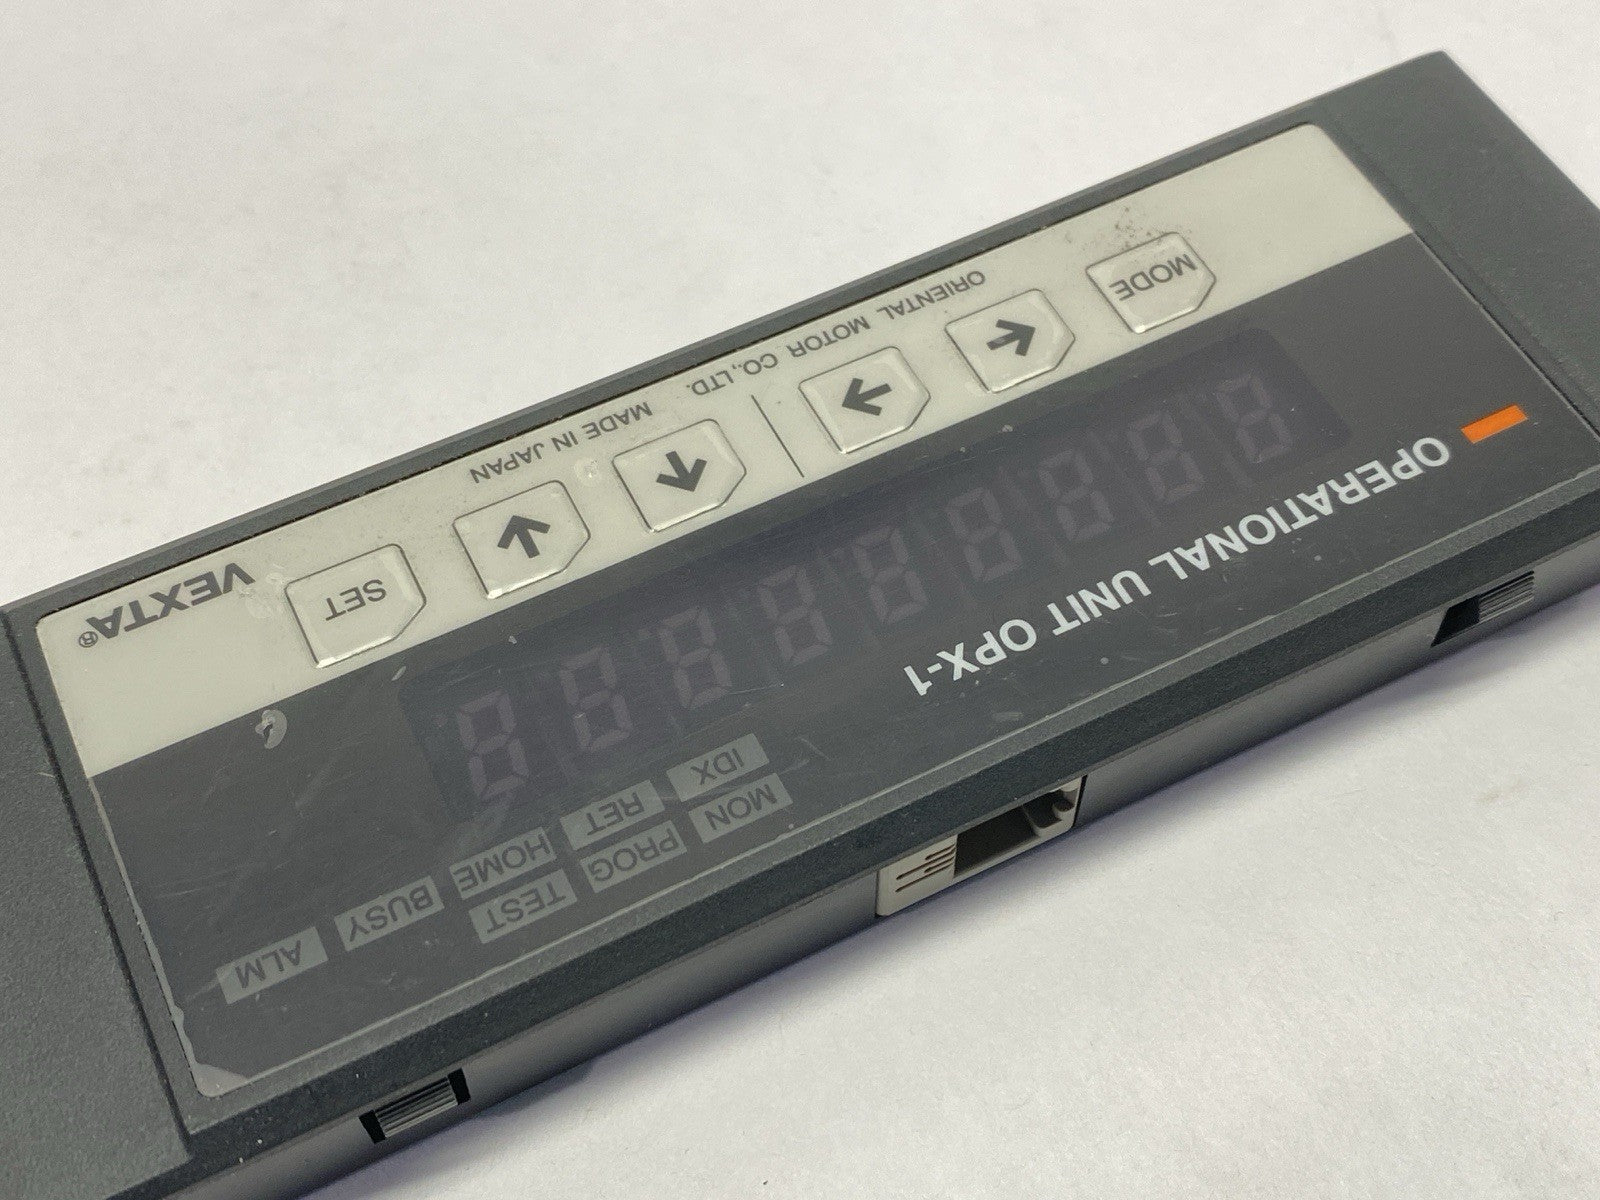 OPERATIONAL UNIT OPX-1
MON PROG TEST
IDX RET HOME BUSY ALM
MODE SET
ORIENTAL MOTOR CO.,LTD. MADE IN JAPAN
VEXTA®